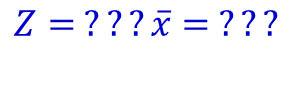 Z = ? ? ? x̄ = ? ? ?